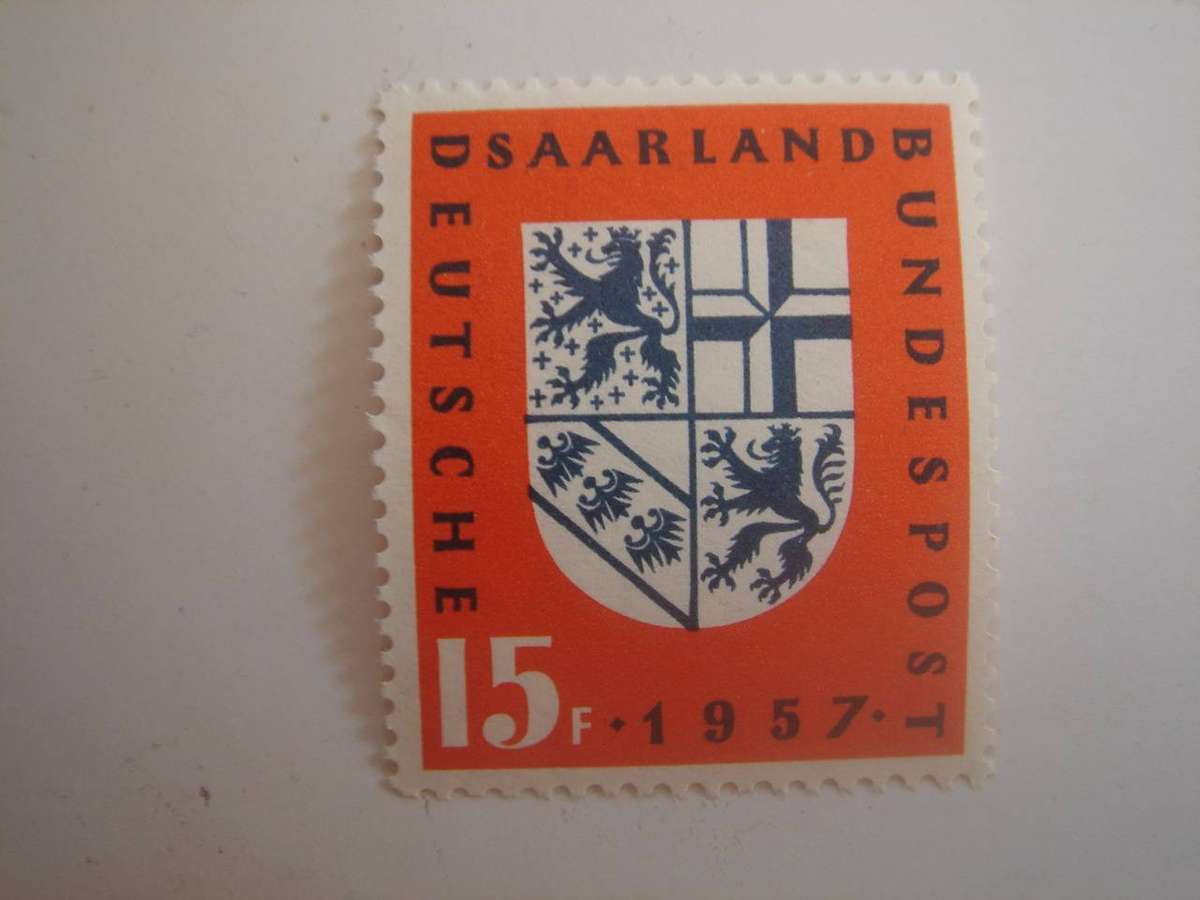 SAARLAND
DEUTSCHE
BUNDESPOST
15 F
• 1957 •